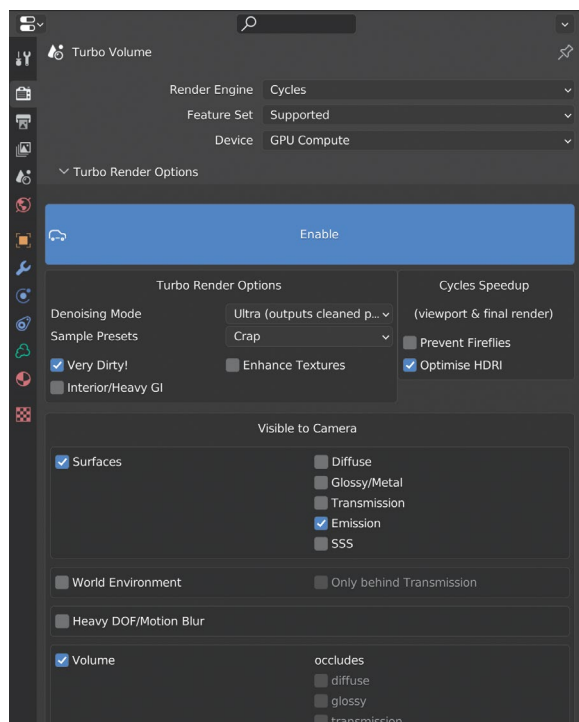 Turbo Volume
Render Engine Cycles
Feature Set Supported
Device GPU Compute
Turbo Render Options
Enable
Turbo Render Options
Denoising Mode Ultra (outputs cleaned p...
Sample Presets Crap
Very Dirty! Enhance Textures
Interior/Heavy GI
Cycles Speedup
(viewport & final render)
Prevent Fireflies
Optimise HDRI
Visible to Camera
Surfaces Diffuse
Glossy/Metal
Transmission
Emission
SSS
World Environment Only behind Transmission
Heavy DOF/Motion Blur
Volume occludes
diffuse
glossy
transmission